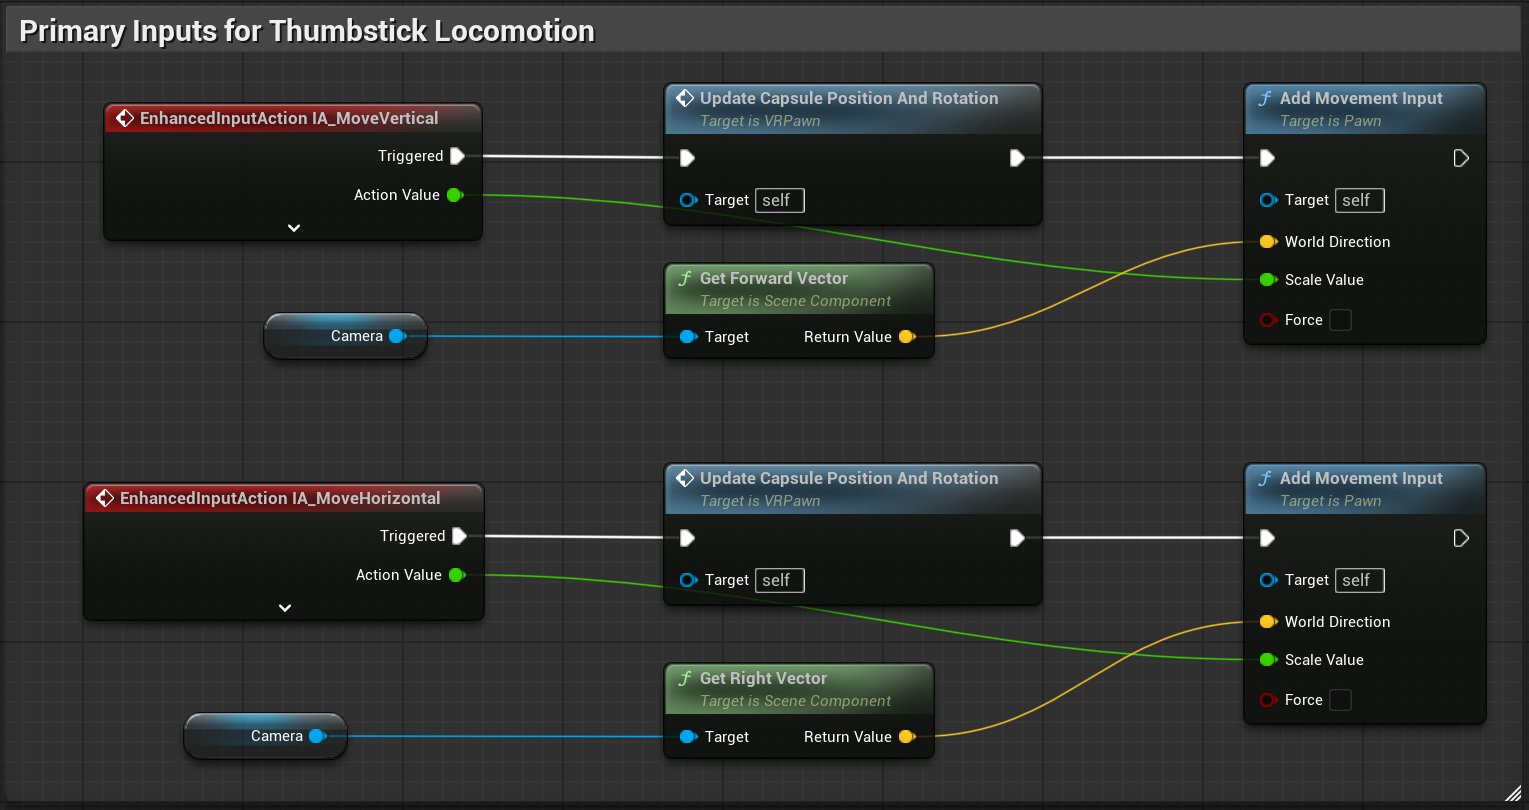 Primary Inputs for Thumbstick Locomotion
EnhancedInputAction IA_MoveVertical
Triggered
Action Value
Update Capsule Position And Rotation
Target is VRPawn
Target self
Add Movement Input
Target is Pawn
Target self
World Direction
Scale Value
Force
Camera
Get Forward Vector
Target is Scene Component
Target Return Value
EnhancedInputAction IA_MoveHorizontal
Triggered
Action Value
Update Capsule Position And Rotation
Target is VRPawn
Target self
Add Movement Input
Target is Pawn
Target self
World Direction
Scale Value
Force
Camera
Get Right Vector
Target is Scene Component
Target Return Value